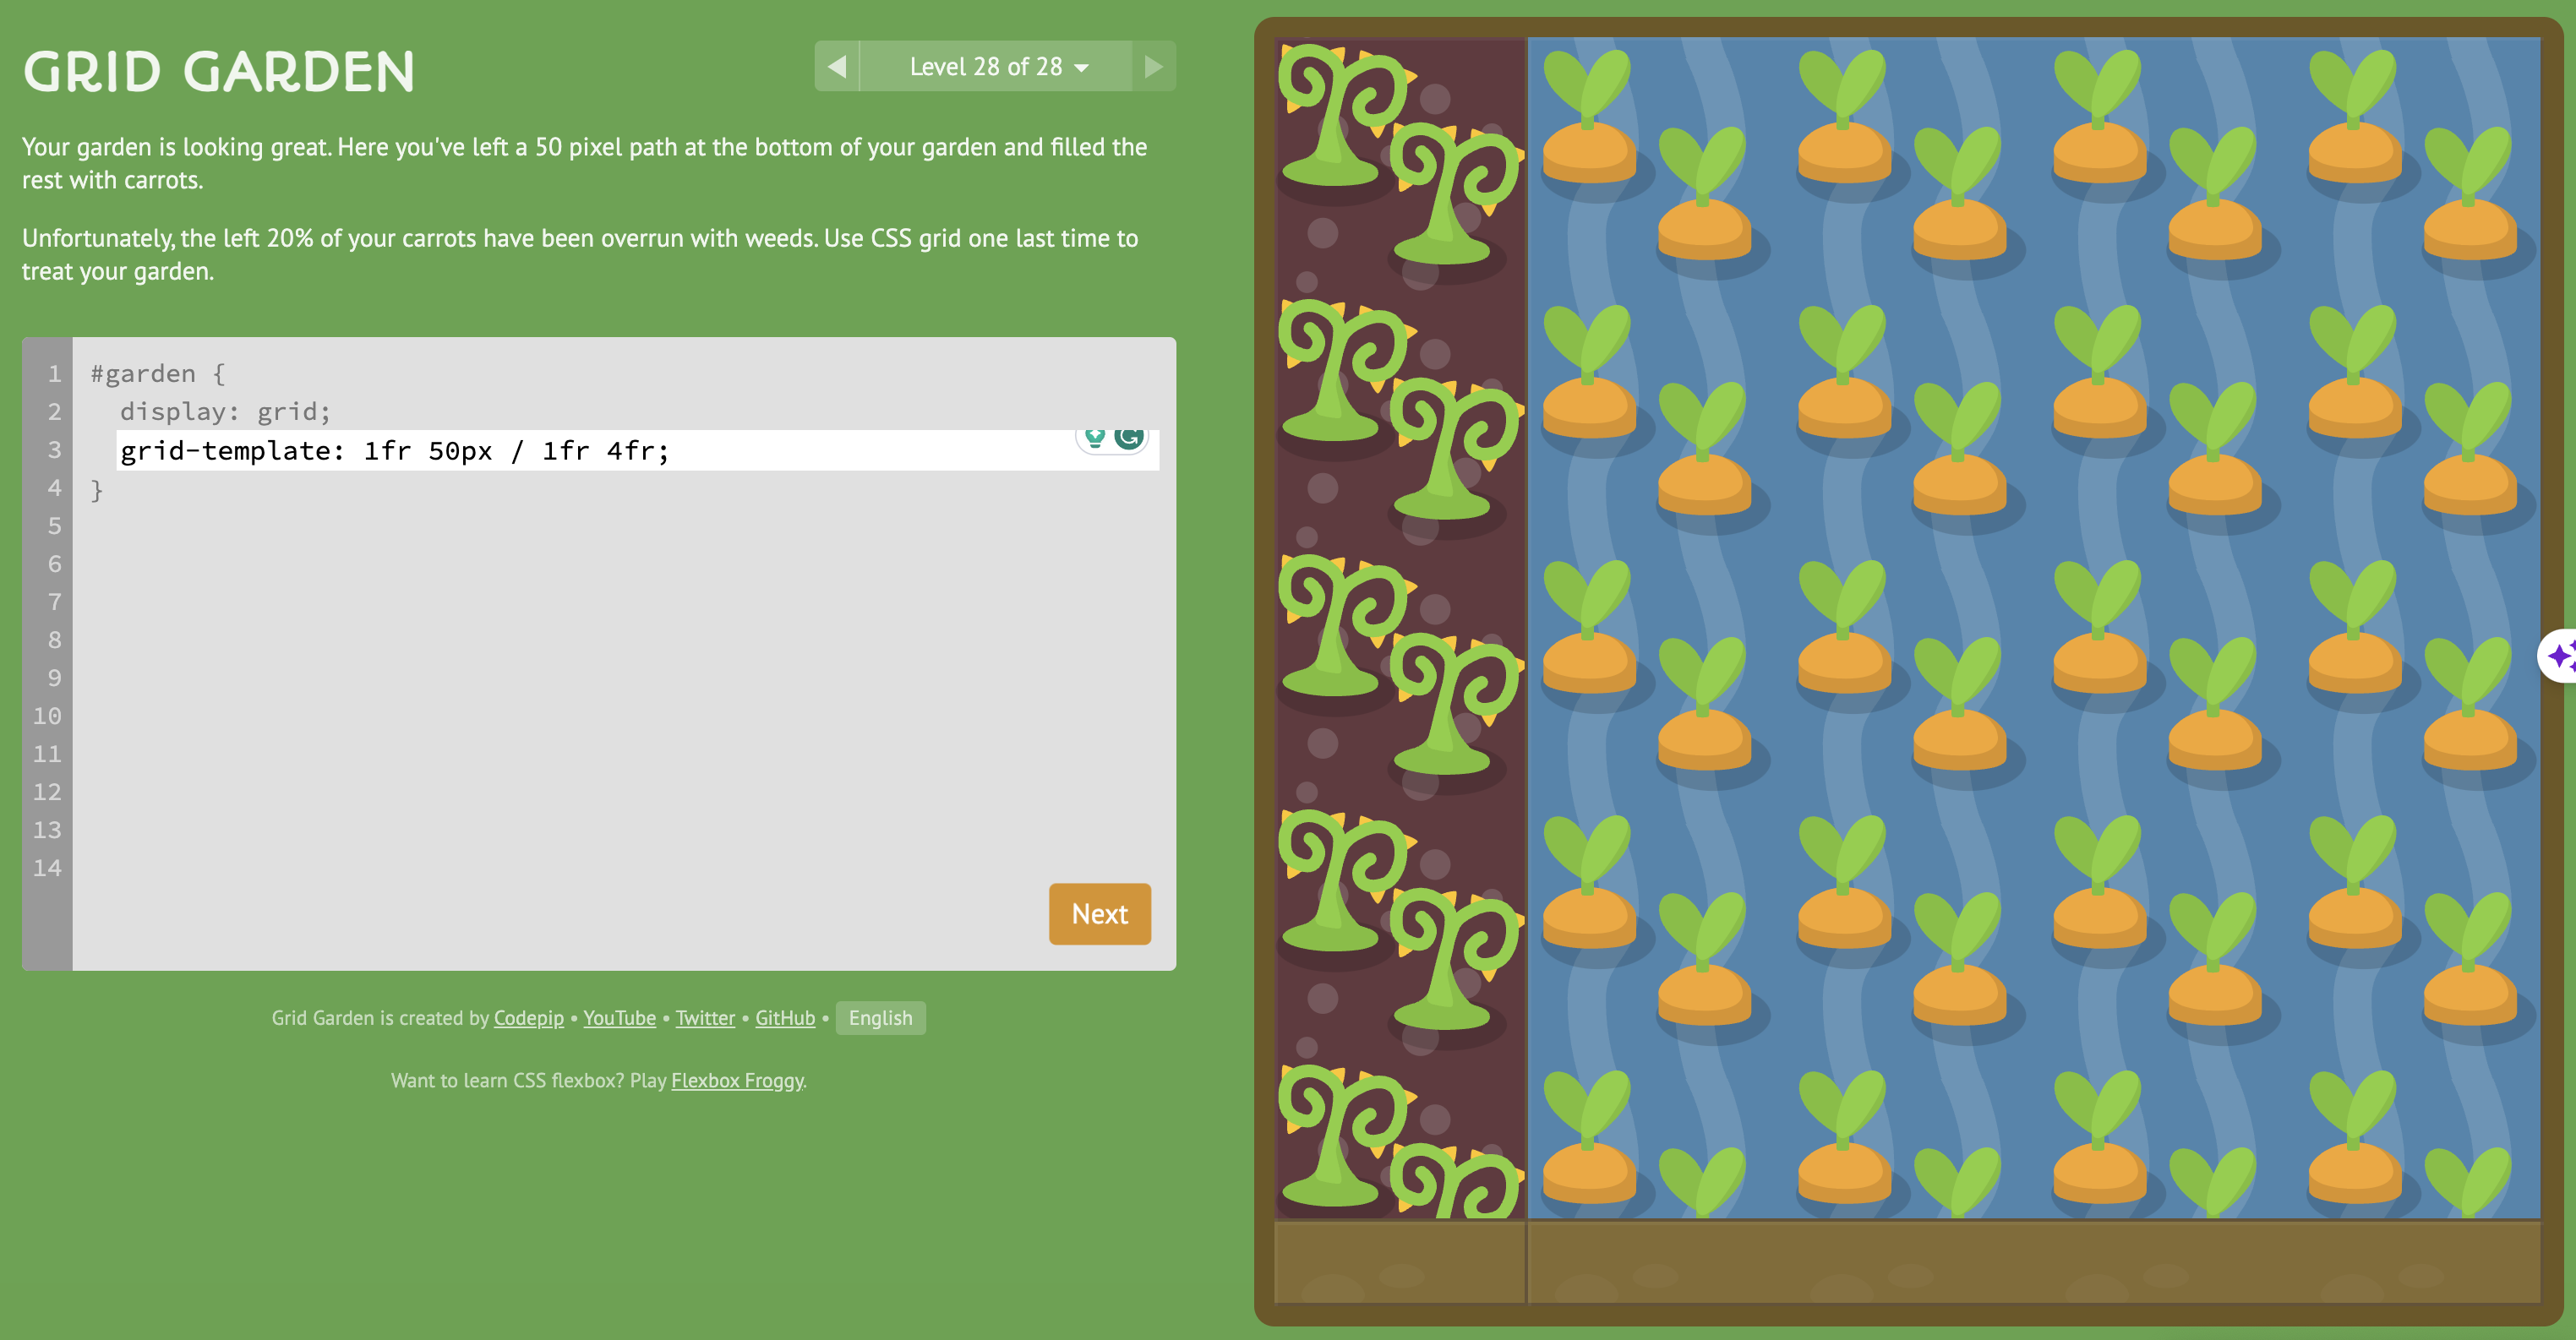 GRID GARDEN
Level 28 of 28
Your garden is looking great. Here you've left a 50 pixel path at the bottom of your garden and filled the
rest with carrots.
Unfortunately, the left 20% of your carrots have been overrun with weeds. Use CSS grid one last time to
treat your garden.
1 #garden {
2 display: grid;
3 grid-template: 1fr 50px / 1fr 4fr;
4 }
5
6
7
8
9
10
11
12
13
14
Next
Grid Garden is created by Codepip • YouTube • Twitter • GitHub • English
Want to learn CSS flexbox? Play Flexbox Froggy.